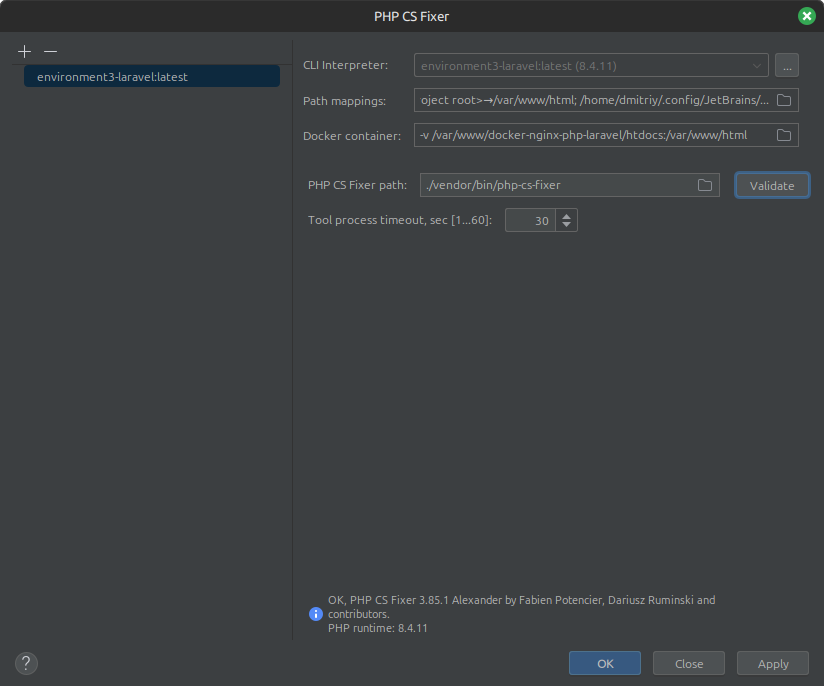 PHP CS Fixer
environment3-laravel:latest
CLI Interpreter:
environment3-laravel:latest (8.4.11)
...
Path mappings:
oject root>→/var/www/html; /home/dmitriy/.config/JetBrains/...
Docker container:
-v /var/www/docker-nginx-php-laravel/htdocs:/var/www/html
PHP CS Fixer path:
./vendor/bin/php-cs-fixer
Validate
Tool process timeout, sec [1...60]:
30
OK, PHP CS Fixer 3.85.1 Alexander by Fabien Potencier, Dariusz Ruminski and
contributors.
PHP runtime: 8.4.11
?
OK
Close
Apply